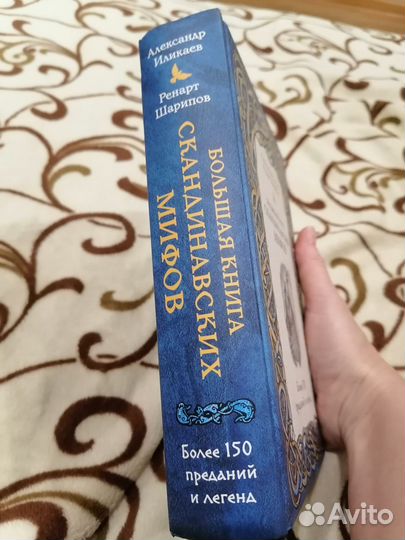 Александр
Иликаев
Ренарт
Шарипов
БОЛЬШАЯ КНИГА
СКАНДИНАВСКИХ
МИФОВ
Более 150
преданий
и легенд
Avito